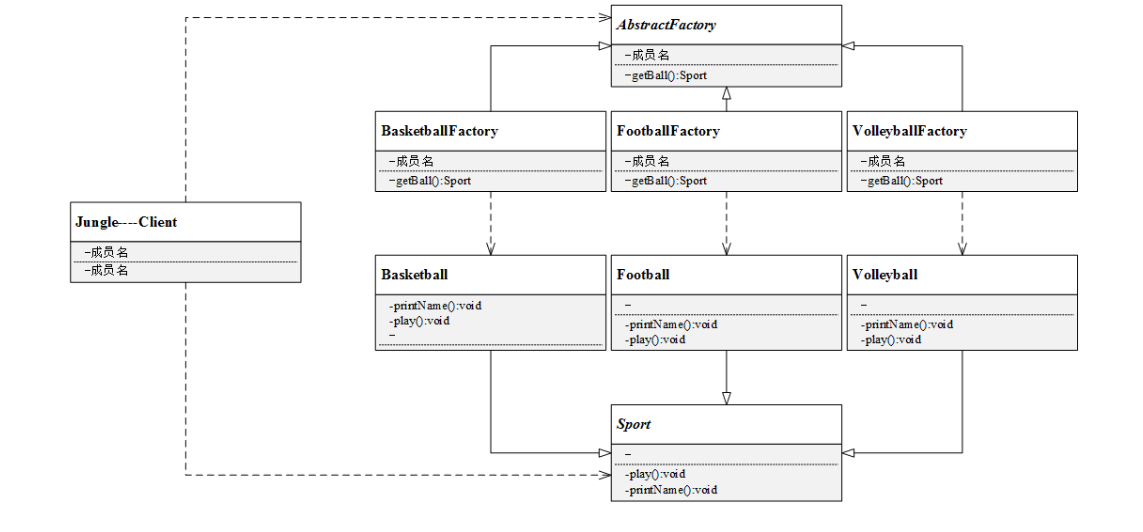 AbstractFactory
-成员名
-getBall():Sport
BasketballFactory
-成员名
-getBall():Sport
FootballFactory
-成员名
-getBall():Sport
VolleyballFactory
-成员名
-getBall():Sport
Jungle----Client
-成员名
-成员名
Basketball
-printName():void
-play():void
-
Football
-
-printName():void
-play():void
Volleyball
-
-printName():void
-play():void
Sport
-
-play():void
-printName():void